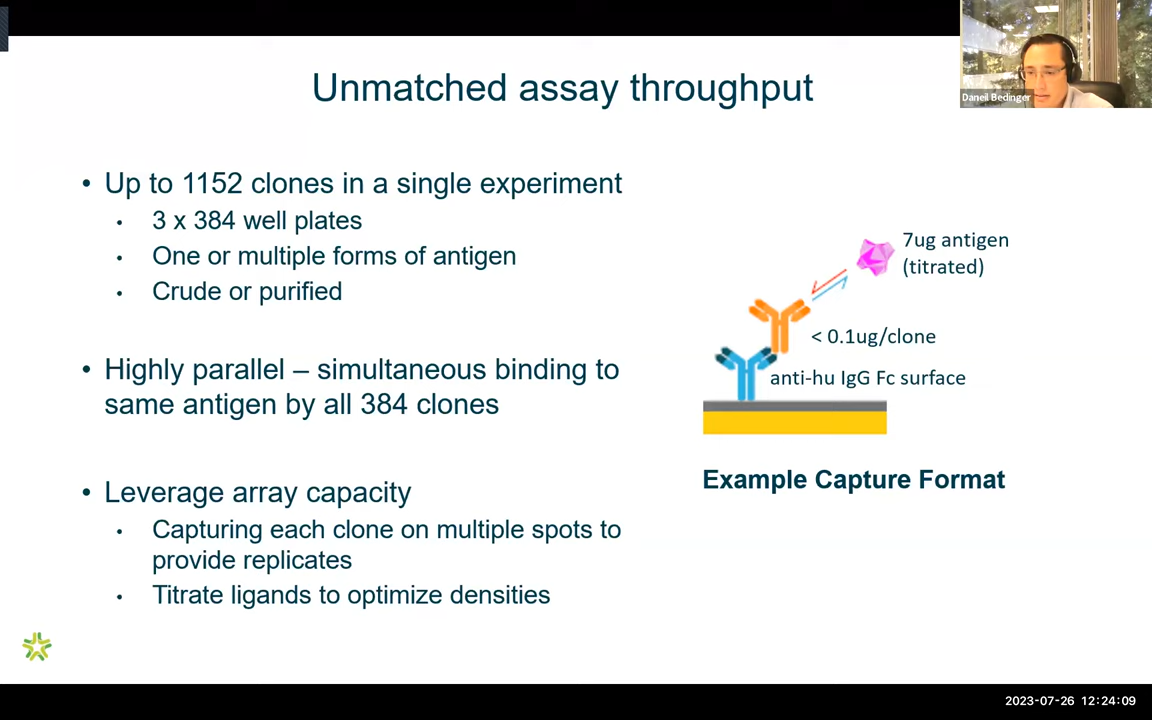 Unmatched assay throughput
Daneil Bedinger
• Up to 1152 clones in a single experiment
• 3 x 384 well plates
• One or multiple forms of antigen
• Crude or purified
• Highly parallel – simultaneous binding to
same antigen by all 384 clones
• Leverage array capacity
• Capturing each clone on multiple spots to
provide replicates
• Titrate ligands to optimize densities
7ug antigen
(titrated)
< 0.1ug/clone
anti-hu IgG Fc surface
Example Capture Format
2023-07-26 12:24:09